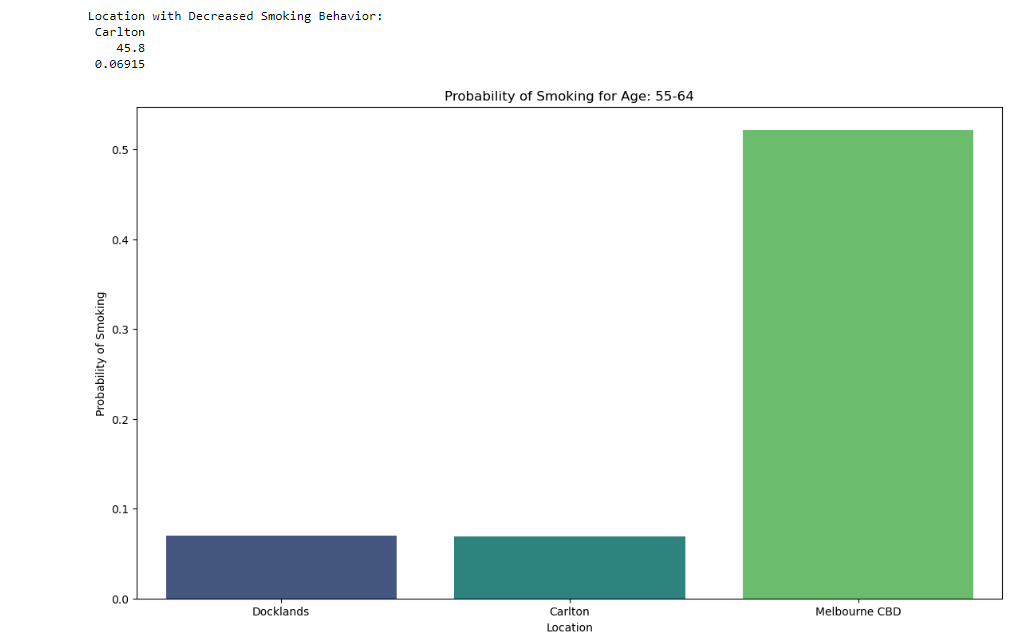 Location with Decreased Smoking Behavior:
Carlton
45.8
0.06915
Probability of Smoking for Age: 55-64
0.5
0.4
0.3
0.2
0.1
0.0
Probability of Smoking
Docklands
Carlton
Melbourne CBD
Location